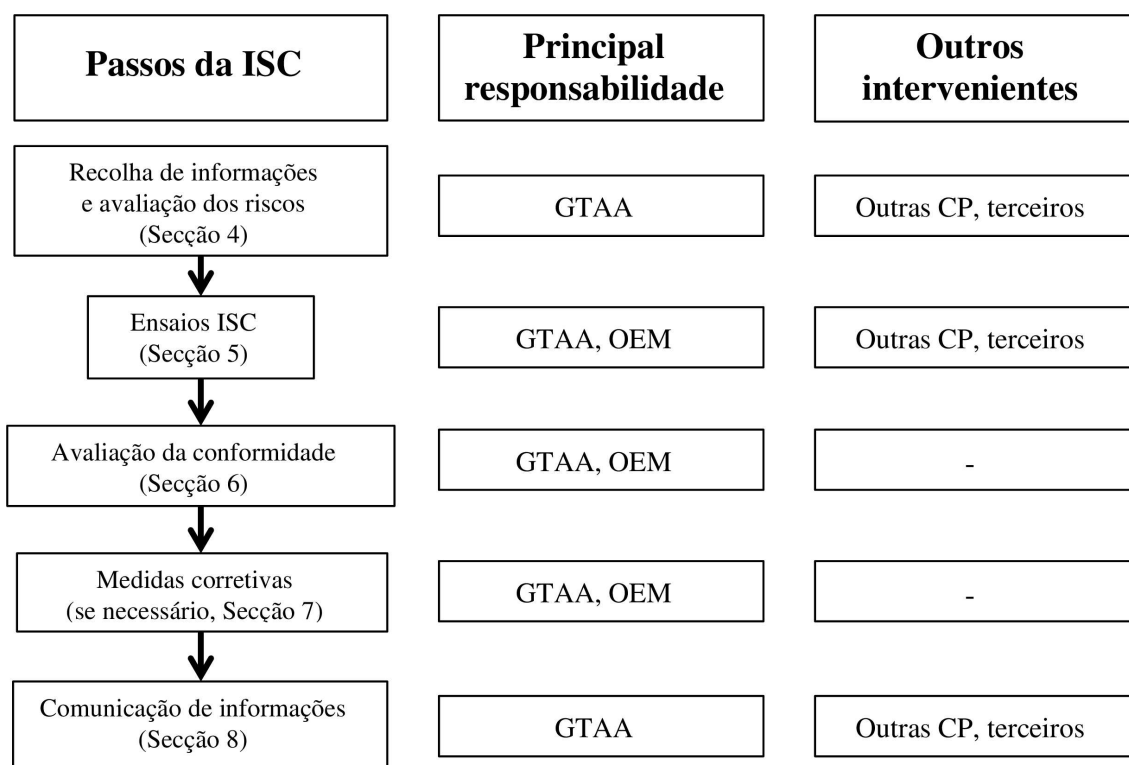 Passos da ISC
Principal
responsabilidade
Outros
intervenientes
Recolha de informações
e avaliação dos riscos
(Secção 4)
GTAA
Outras CP, terceiros
Ensaios ISC
(Secção 5)
GTAA, OEM
Outras CP, terceiros
Avaliação da conformidade
(Secção 6)
GTAA, OEM
-
Medidas corretivas
(se necessário, Secção 7)
GTAA, OEM
-
Comunicação de informações
(Secção 8)
GTAA
Outras CP, terceiros